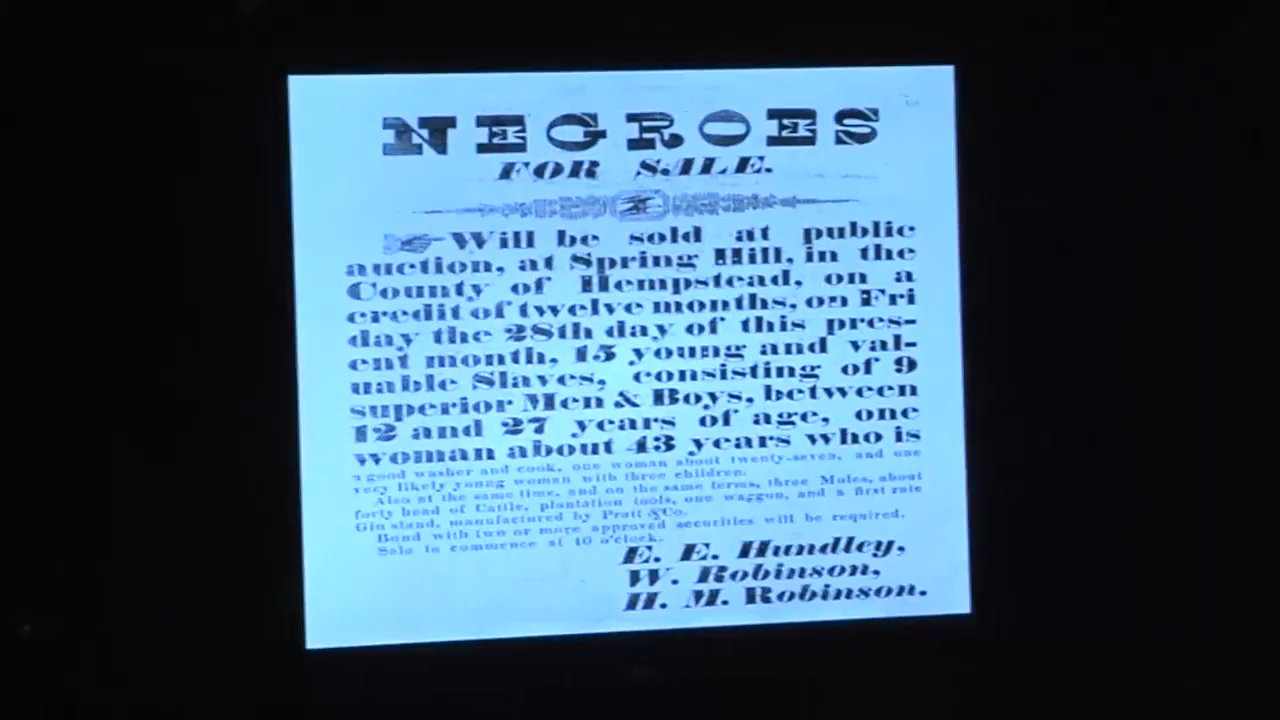 NEGROES
FOR SALE.
Will be sold at public
auction, at Spring Hill, in the
County of Hempstead, on a
credit of twelve months, on Fri
day the 28th day of this pres-
ent month, 15 young and val-
uable Slaves, consisting of 9
superior Men & Boys, between
12 and 27 years of age, one
woman about 43 years who is
a good washer and cook, one woman about twenty-seven, and one
very likely young woman with three children.
Also at the same time, and on the same terms, three Mules, about
forty head of Cattle, plantation tools, one waggon, and a first rate
Gin stand, manufactured by Pratt &Co.
Bond with two or more approved securities will be required.
Sale to commence at 10 o'clock.
E. E. Hundley,
W. Robinson,
H. M. Robinson.